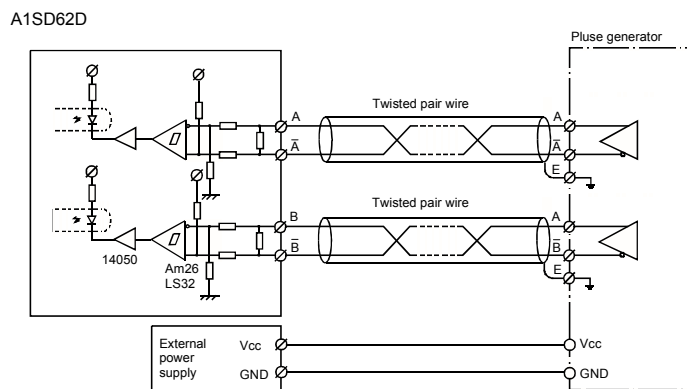 A1SD62D
Pluse generator
Twisted pair wire
A
A
A̅
A̅
E
Twisted pair wire
B
A
B̅
B̅
E
14050
Am26
LS32
External
power
supply
Vcc
Vcc
GND
GND